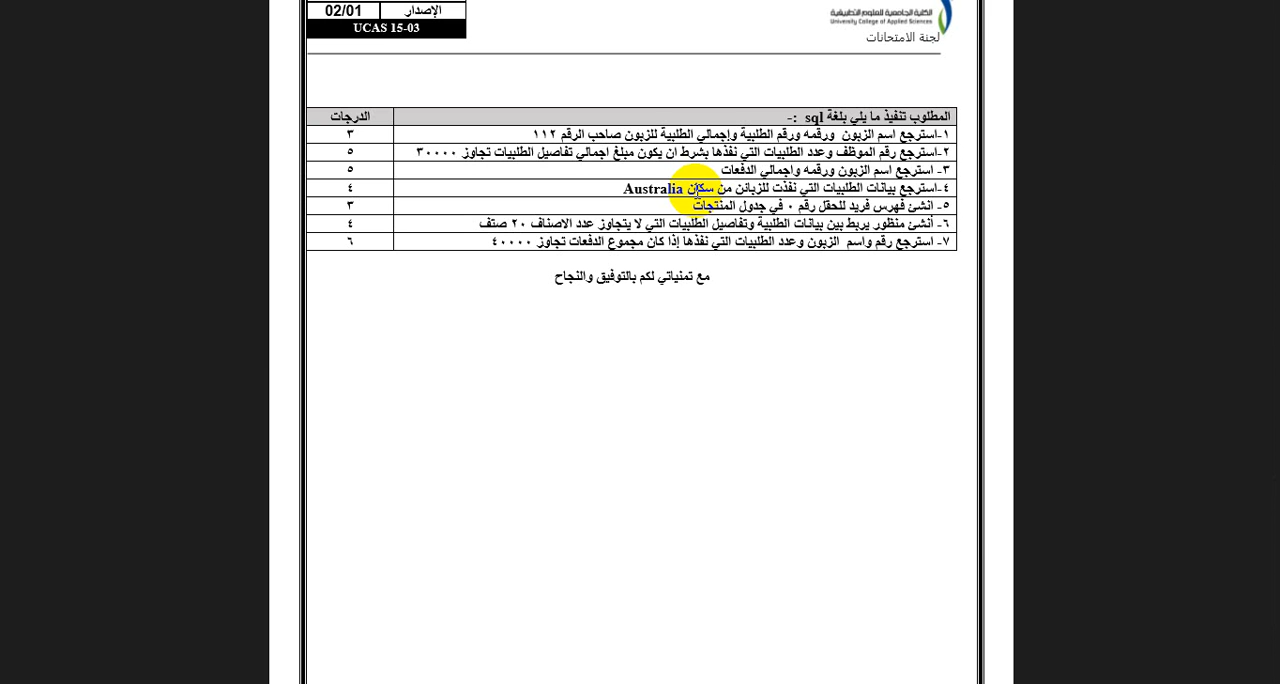 الكلية الجامعية للعلوم التطبيقية
University College of Applied Sciences
لجنة الامتحانات
الإصدار 02/01
UCAS 15-03
المطلوب تنفيذ ما يلي بلغة sql :- الدرجات
١-استرجع اسم الزبون ورقمه ورقم الطلبية وإجمالي الطلبية للزبون صاحب الرقم ١١٢ ٣
٢-استرجع رقم الموظف وعدد الطلبيات التي نفذها بشرط ان يكون مبلغ اجمالي تفاصيل الطلبيات تجاوز ٣٠٠٠٠ ٥
٣- استرجع اسم الزبون ورقمه واجمالي الدفعات ٥
٤-استرجع بيانات الطلبيات التي نفذت للزبائن من سكان Australia ٤
٥- انشئ فهرس فريد للحقل رقم ٠ في جدول المنتجات ٣
٦- أنشئ منظور يربط بين بيانات الطلبية وتفاصيل الطلبيات التي لا يتجاوز عدد الاصناف ٢٠ صنف ٤
٧- استرجع رقم واسم الزبون وعدد الطلبيات التي نفذها إذا كان مجموع الدفعات تجاوز ٤٠٠٠٠ ٦
مع تمنياتي لكم بالتوفيق والنجاح